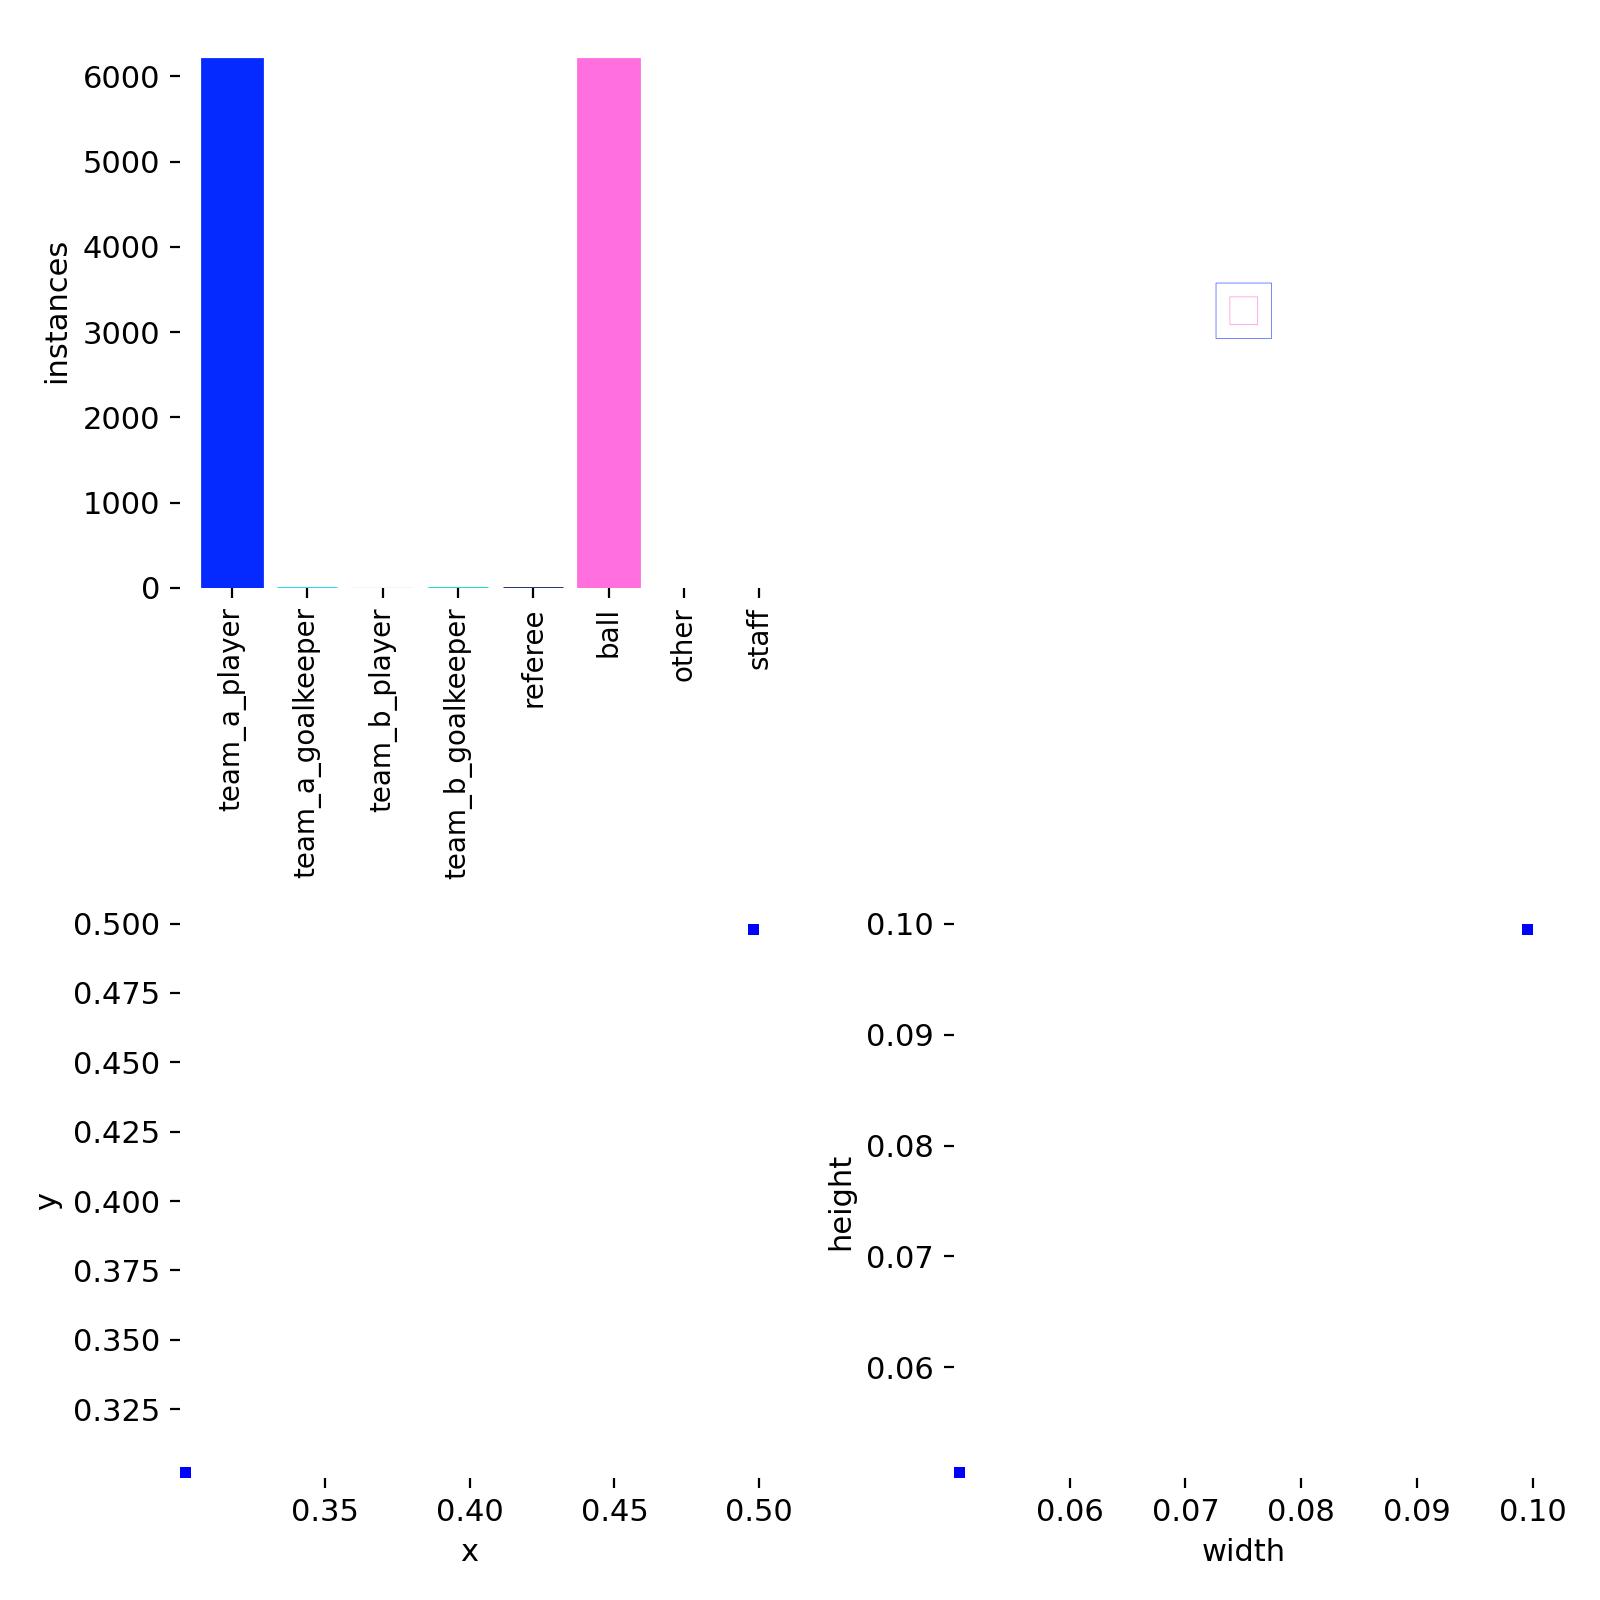 6000
5000
4000
3000
2000
1000
0
instances
team_a_player
team_a_goalkeeper
team_b_player
team_b_goalkeeper
referee
ball
other
staff
0.500
0.475
0.450
0.425
0.400
0.375
0.350
0.325
y
0.35 0.40 0.45 0.50
x
0.10
0.09
0.08
0.07
0.06
height
0.06 0.07 0.08 0.09 0.10
width